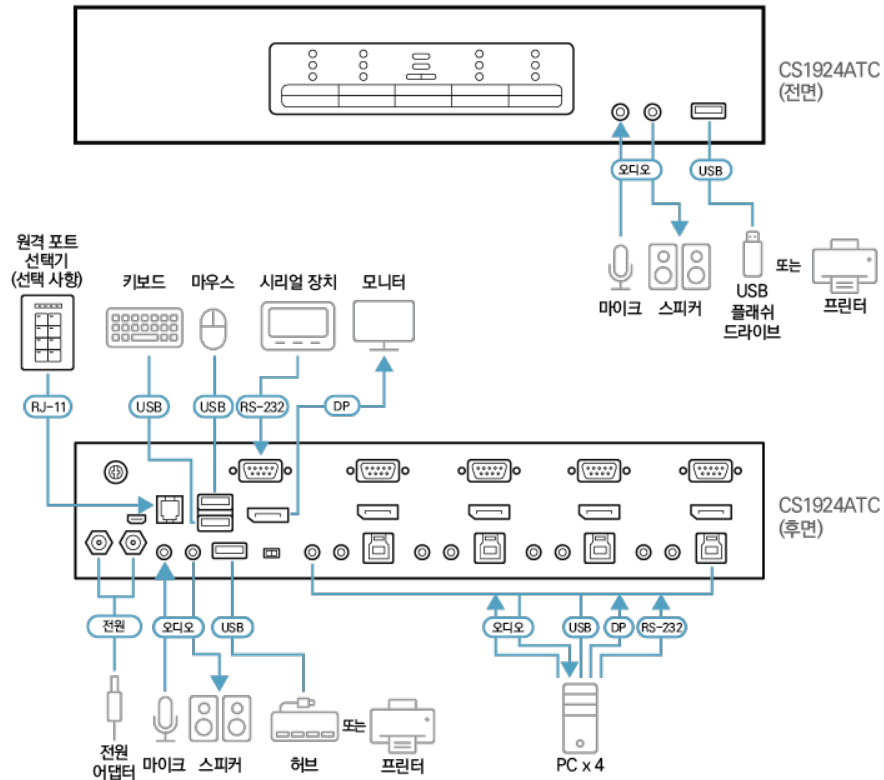 CS1924ATC
(전면)
오디오
USB
마이크
스피커
USB
플래쉬
드라이브
또는
프린터
원격 포트
선택기
(선택 사항)
키보드
마우스
시리얼 장치
모니터
RJ-11
USB
USB
RS-232
DP
CS1924ATC
(후면)
전원
오디오
USB
오디오
USB
DP
RS-232
전원
어댑터
마이크
스피커
허브
또는
프린터
PC x 4